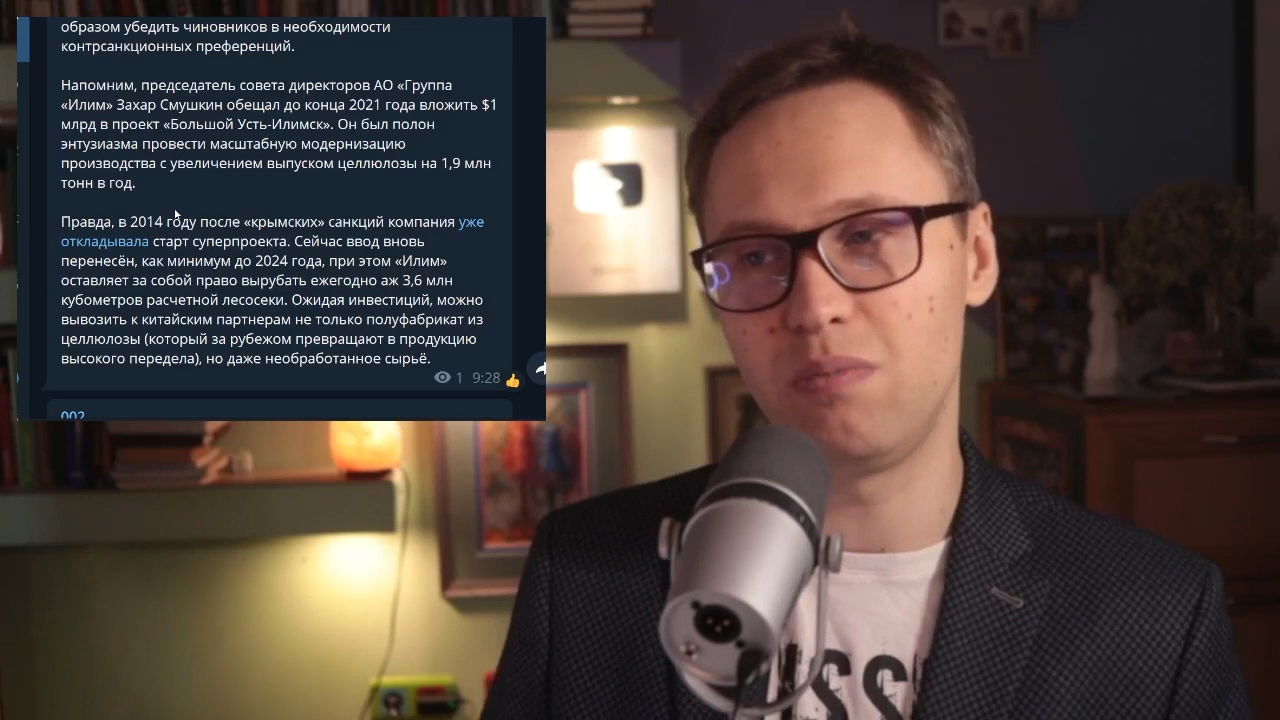 образом убедить чиновников в необходимости
контрсанкционных преференций.
Напомним, председатель совета директоров АО «Группа
«Илим» Захар Смушкин обещал до конца 2021 года вложить $1
млрд в проект «Большой Усть-Илимск». Он был полон
энтузиазма провести масштабную модернизацию
производства с увеличением выпуском целлюлозы на 1,9 млн
тонн в год.
Правда, в 2014 году после «крымских» санкций компания уже
откладывала старт суперпроекта. Сейчас ввод вновь
перенесён, как минимум до 2024 года, при этом «Илим»
оставляет за собой право вырубать ежегодно аж 3,6 млн
кубометров расчетной лесосеки. Ожидая инвестиций, можно
вывозить к китайским партнерам не только полуфабрикат из
целлюлозы (который за рубежом превращают в продукцию
высокого передела), но даже необработанное сырьё.
1 9:28
002